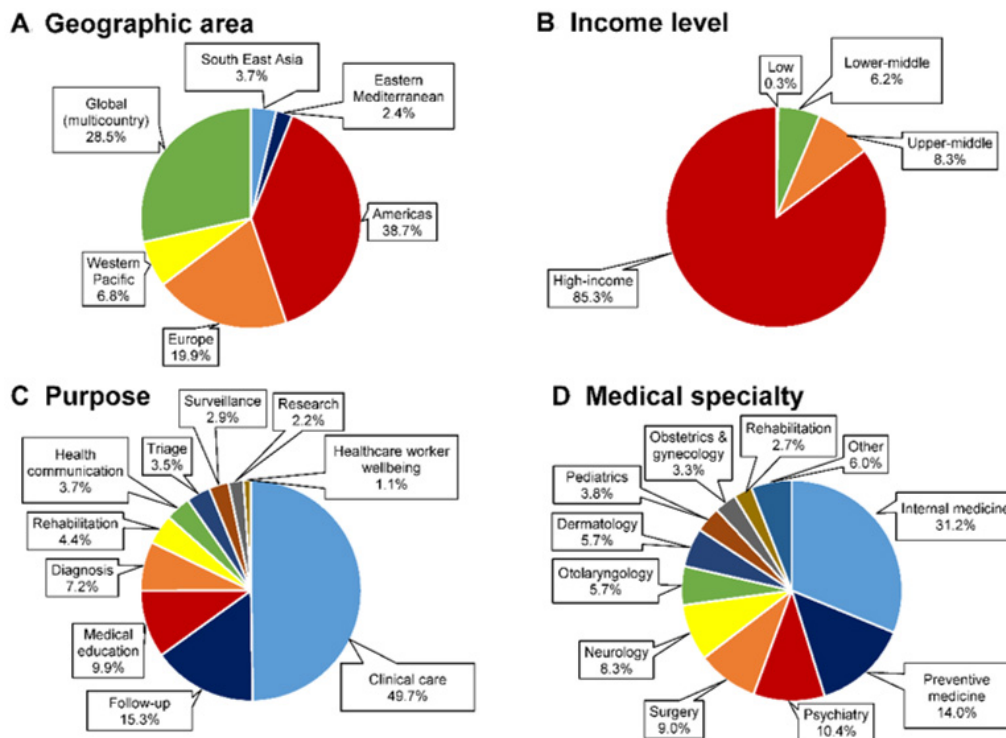 A Geographic area
South East Asia
3.7%
Eastern
Mediterranean
2.4%
Global
(multicountry)
28.5%
Americas
38.7%
Western
Pacific
6.8%
Europe
19.9%
B Income level
Low
0.3%
Lower-middle
6.2%
Upper-middle
8.3%
High-income
85.3%
C Purpose
Surveillance
2.9%
Research
2.2%
Triage
3.5%
Healthcare worker
wellbeing
1.1%
Health
communication
3.7%
Rehabilitation
4.4%
Diagnosis
7.2%
Medical
education
9.9%
Follow-up
15.3%
Clinical care
49.7%
D Medical specialty
Rehabilitation
2.7%
Obstetrics &
gynecology
3.3%
Other
6.0%
Pediatrics
3.8%
Internal medicine
31.2%
Dermatology
5.7%
Otolaryngology
5.7%
Neurology
8.3%
Surgery
9.0%
Psychiatry
10.4%
Preventive
medicine
14.0%